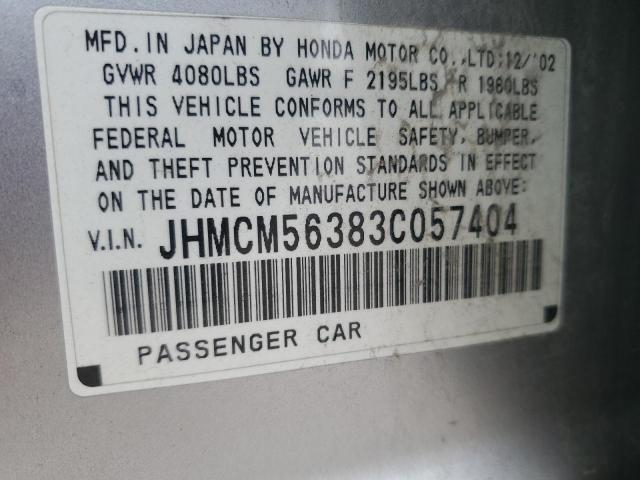 MFD. IN JAPAN BY HONDA MOTOR CO.,LTD; 12/'02
GVWR 4080LBS GAWR F 2195LBS R 1980LBS
THIS VEHICLE CONFORMS TO ALL APPLICABLE
FEDERAL MOTOR VEHICLE SAFETY, BUMPER,
AND THEFT PREVENTION STANDARDS IN EFFECT
ON THE DATE OF MANUFACTURE SHOWN ABOVE:
V.I.N. JHMCM56383C057404
PASSENGER CAR